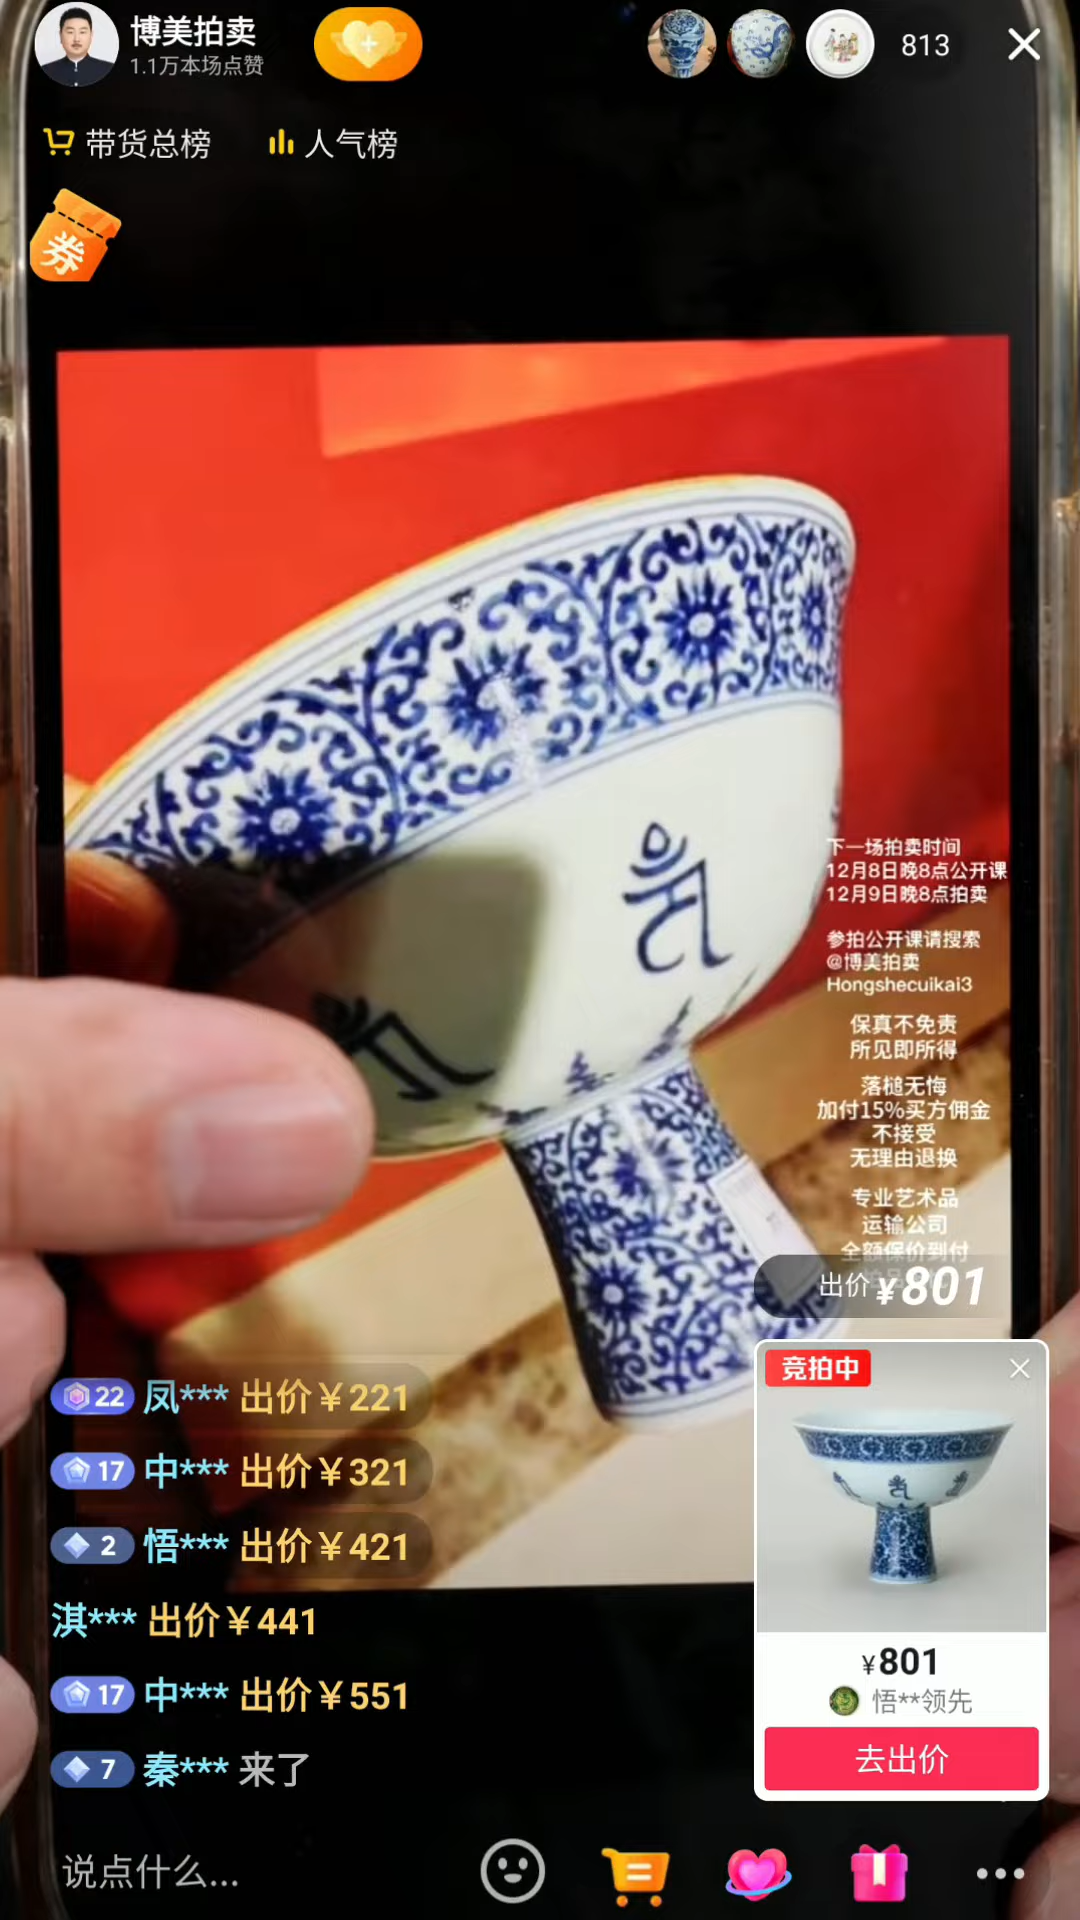 博美拍卖
1.1万本场点赞
813
带货总榜
人气榜
券
下一场拍卖时间
12月8日晚8点公开课
12月9日晚8点拍卖
参拍公开课请搜索
@博美拍卖
Hongshecuikai3
保真不免责
所见即所得
落槌无悔
加付15%买方佣金
不接受
无理由退换
专业艺术品
运输公司
全额保价到付
出价 ¥801
22 凤*** 出价¥221
17 中*** 出价¥321
2 悟*** 出价¥421
淇*** 出价¥441
17 中*** 出价¥551
7 秦*** 来了
竞拍中
¥801
悟**领先
去出价
说点什么...